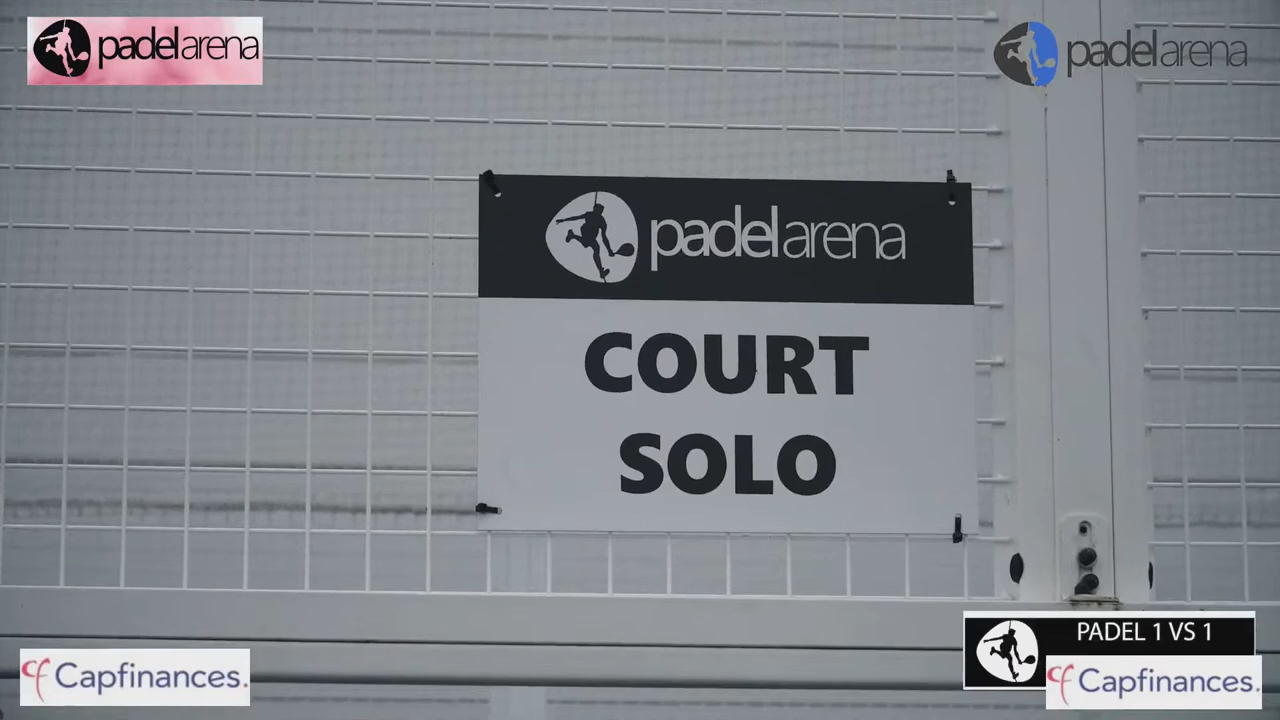 padelarena
padelarena
padelarena
COURT
SOLO
PADEL 1 VS 1
Capfinances.
Capfinances.